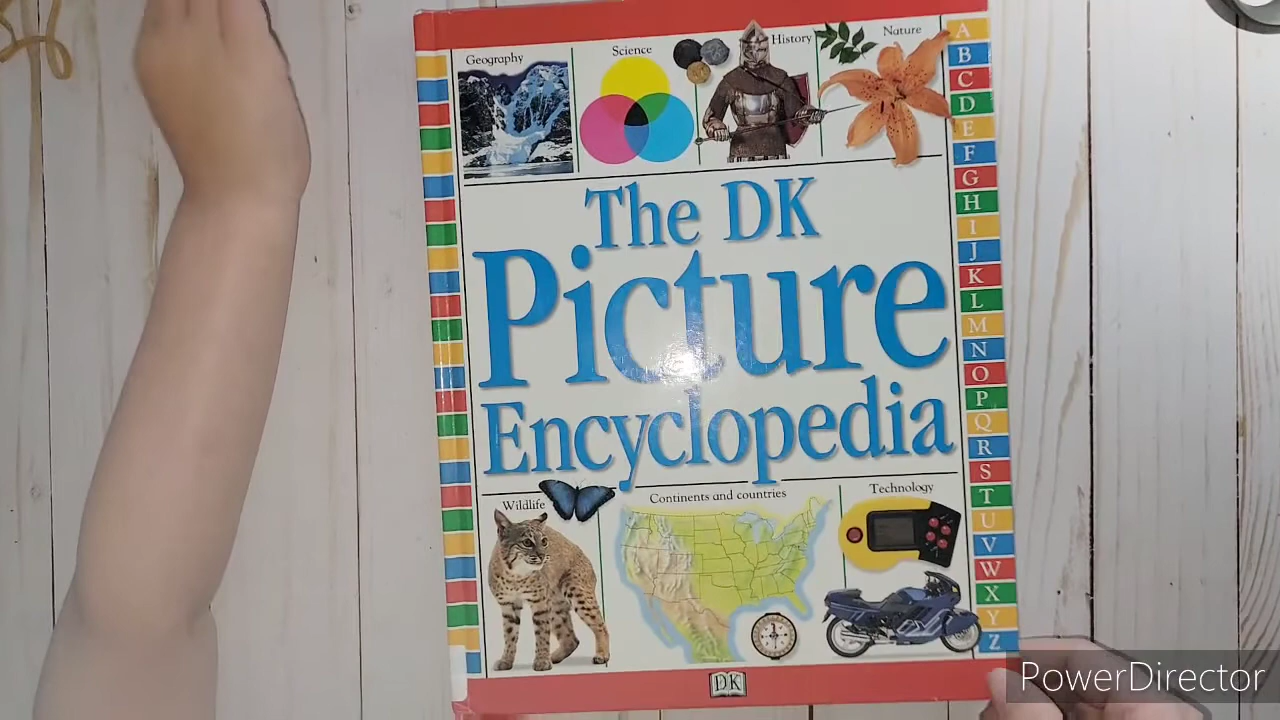 Geography
Science
History
Nature
The DK
Picture
Encyclopedia
Wildlife
Continents and countries
Technology
A
B
C
D
E
F
G
H
I
J
K
L
M
N
O
P
Q
R
S
T
U
V
W
X
Y
Z
DK
PowerDirector